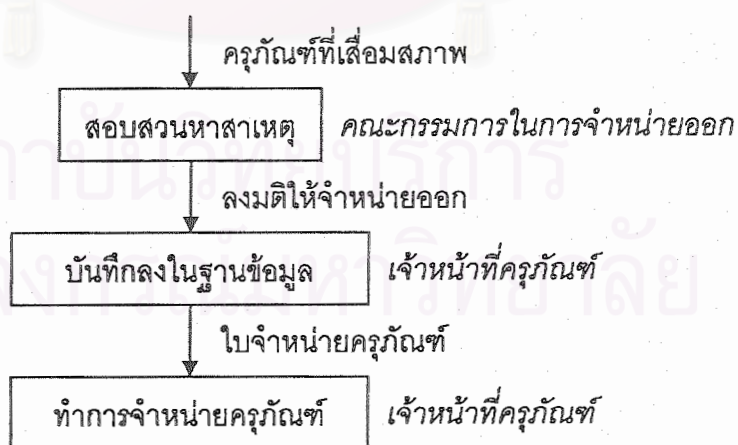 ครุภัณฑ์ที่เสื่อมสภาพ
สอบสวนหาสาเหตุ คณะกรรมการในการจำหน่ายออก
ลงมติให้จำหน่ายออก
บันทึกลงในฐานข้อมูล เจ้าหน้าที่ครุภัณฑ์
ใบจำหน่ายครุภัณฑ์
ทำการจำหน่ายครุภัณฑ์ เจ้าหน้าที่ครุภัณฑ์